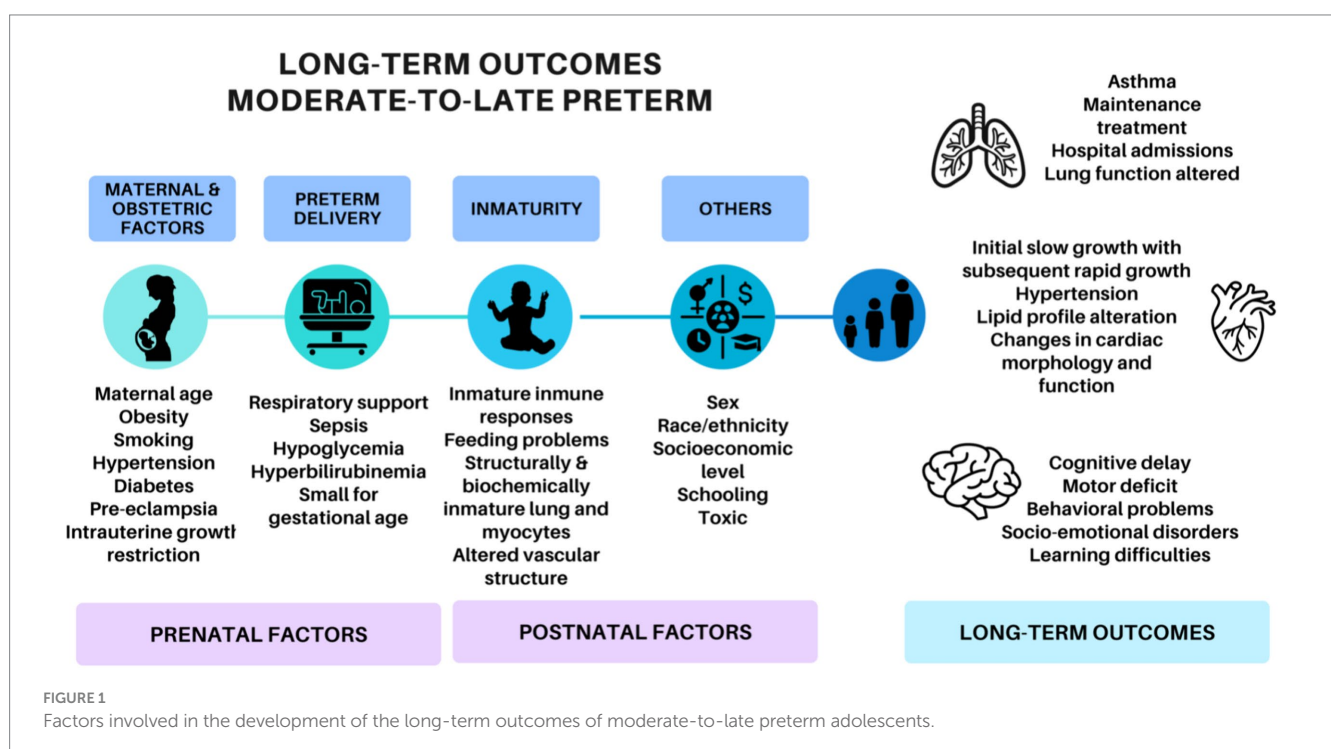 LONG-TERM OUTCOMES
MODERATE-TO-LATE PRETERM
MATERNAL &
OBSTETRIC
FACTORS
PRETERM
DELIVERY
INMATURITY
OTHERS
$
Maternal age
Obesity
Smoking
Hypertension
Diabetes
Pre-eclampsia
Intrauterine growth
restriction
Respiratory support
Sepsis
Hypoglycemia
Hyperbilirubinemia
Small for
gestational age
Inmature inmune
responses
Feeding problems
Structurally &
biochemically
inmature lung and
myocytes
Altered vascular
structure
Sex
Race/ethnicity
Socioeconomic
level
Schooling
Toxic
Asthma
Maintenance
treatment
Hospital admissions
Lung function altered
Initial slow growth with
subsequent rapid growth
Hypertension
Lipid profile alteration
Changes in cardiac
morphology and
function
Cognitive delay
Motor deficit
Behavioral problems
Socio-emotional disorders
Learning difficulties
PRENATAL FACTORS
POSTNATAL FACTORS
LONG-TERM OUTCOMES
FIGURE 1
Factors involved in the development of the long-term outcomes of moderate-to-late preterm adolescents.